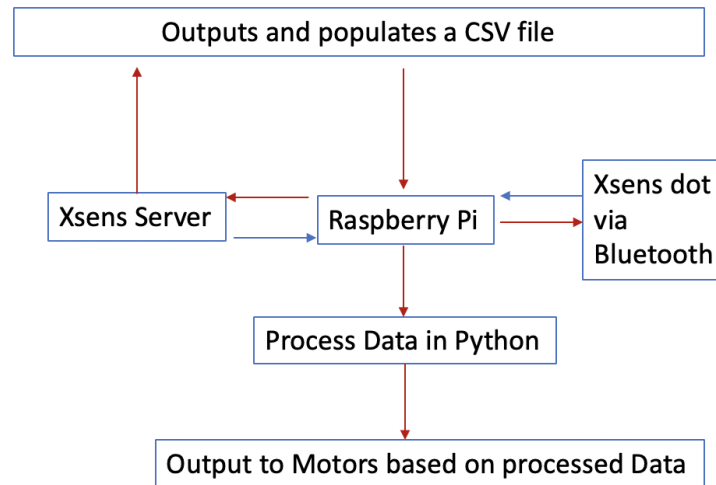 Outputs and populates a CSV file
Xsens Server
Raspberry Pi
Xsens dot
via
Bluetooth
Process Data in Python
Output to Motors based on processed Data